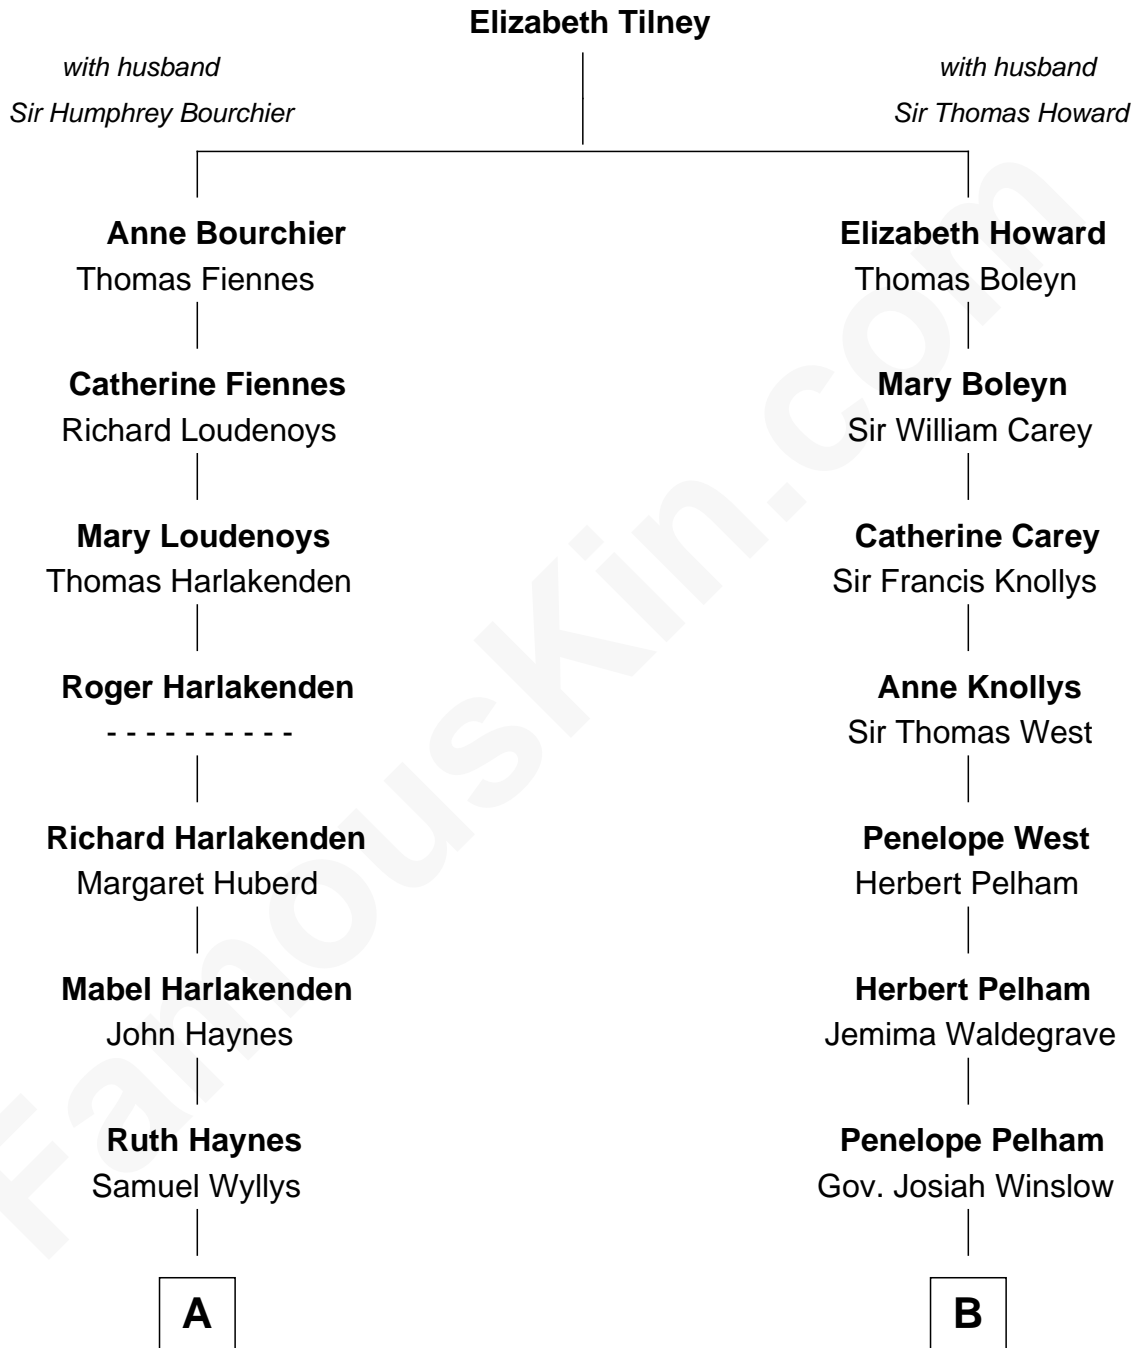 Elizabeth Tilney
with husband
Sir Humphrey Bourchier
with husband
Sir Thomas Howard
Anne Bourchier
Thomas Fiennes
Elizabeth Howard
Thomas Boleyn
Catherine Fiennes
Richard Loudenoys
Mary Boleyn
Sir William Carey
Mary Loudenoys
Thomas Harlakenden
Catherine Carey
Sir Francis Knollys
Roger Harlakenden
- - - - - - - - - -
Anne Knollys
Sir Thomas West
Richard Harlakenden
Margaret Huberd
Penelope West
Herbert Pelham
Mabel Harlakenden
John Haynes
Herbert Pelham
Jemima Waldegrave
Ruth Haynes
Samuel Wyllys
Penelope Pelham
Gov. Josiah Winslow
A
B
FamousKin.com